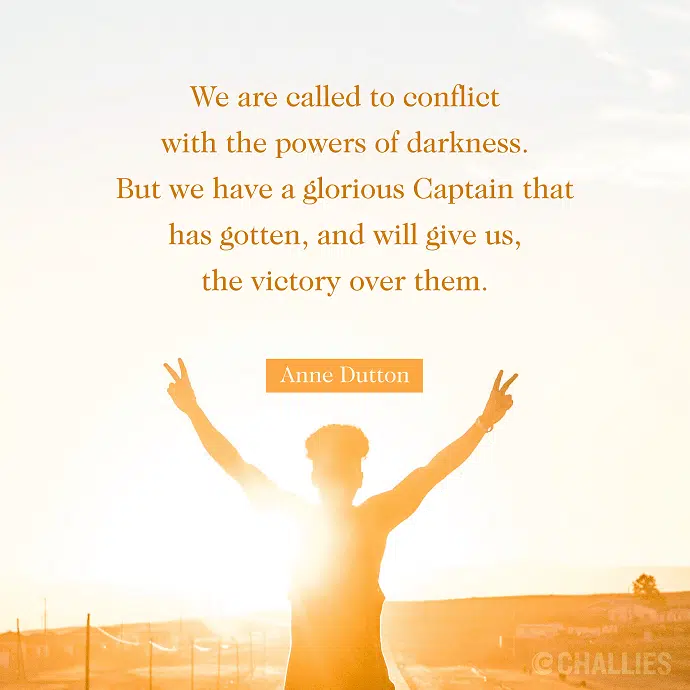 We are called to conflict
with the powers of darkness.
But we have a glorious Captain that
has gotten, and will give us,
the victory over them.
Anne Dutton
©CHALLIES